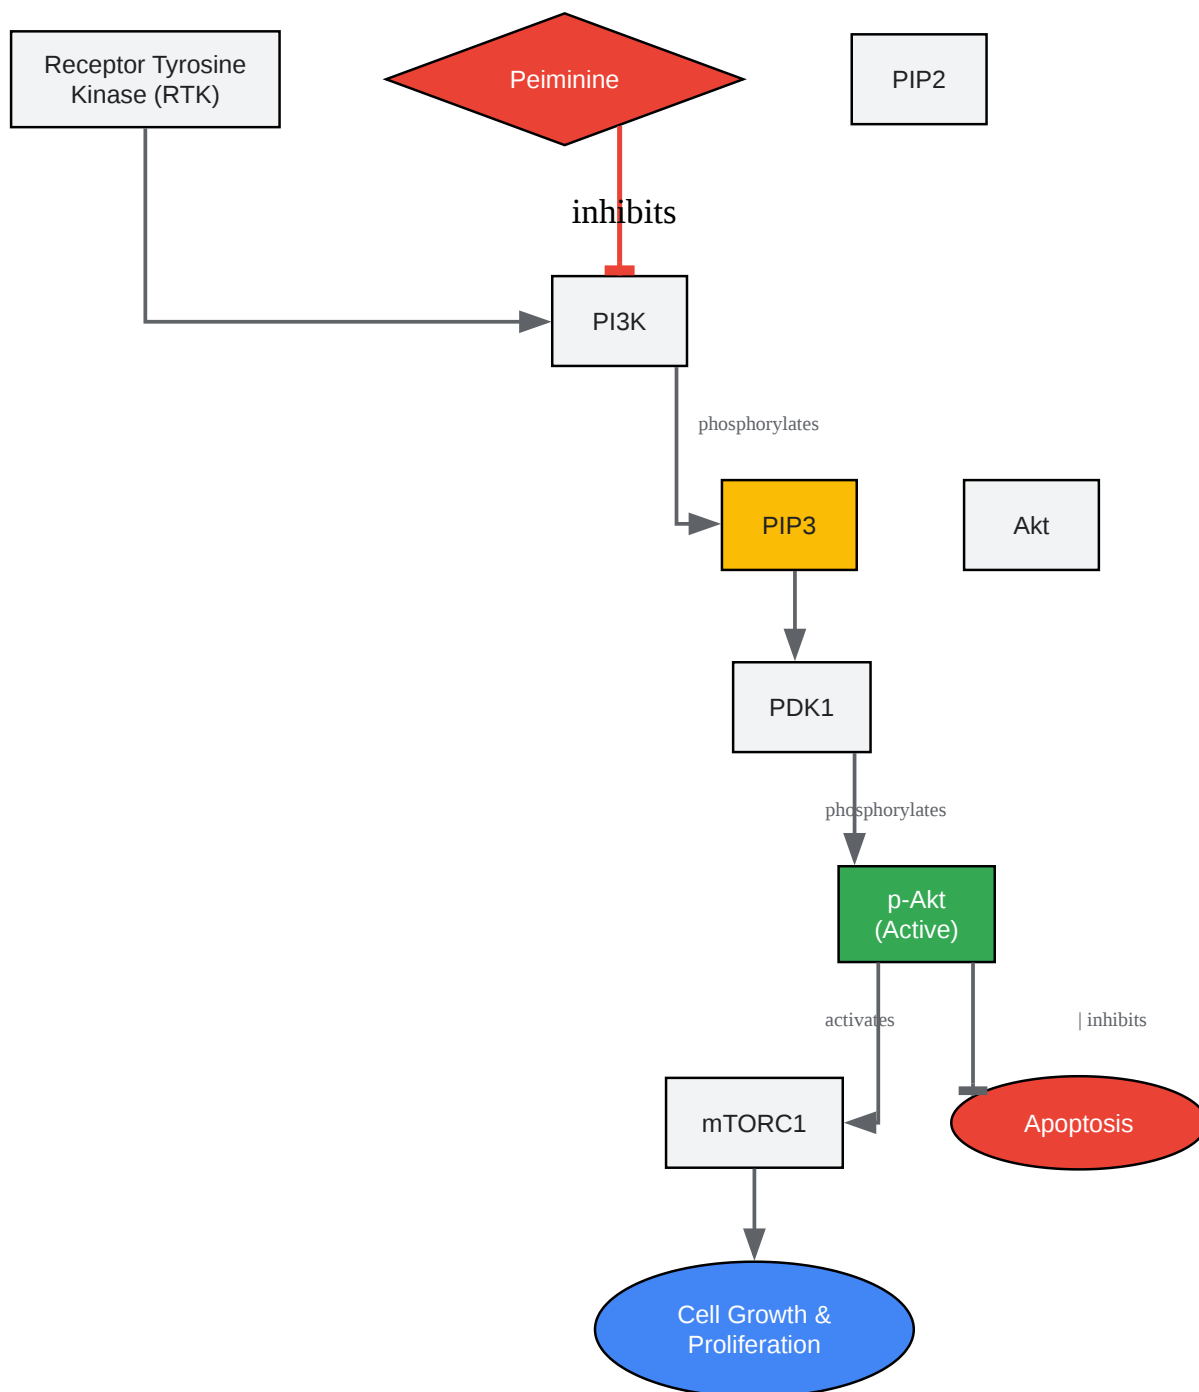 Receptor Tyrosine
Kinase (RTK)
Peiminine
PIP2
inhibits
PI3K
phosphorylates
PIP3
Akt
PDK1
phosphorylates
p-Akt
(Active)
activates
| inhibits
mTORC1
Apoptosis
Cell Growth &
Proliferation